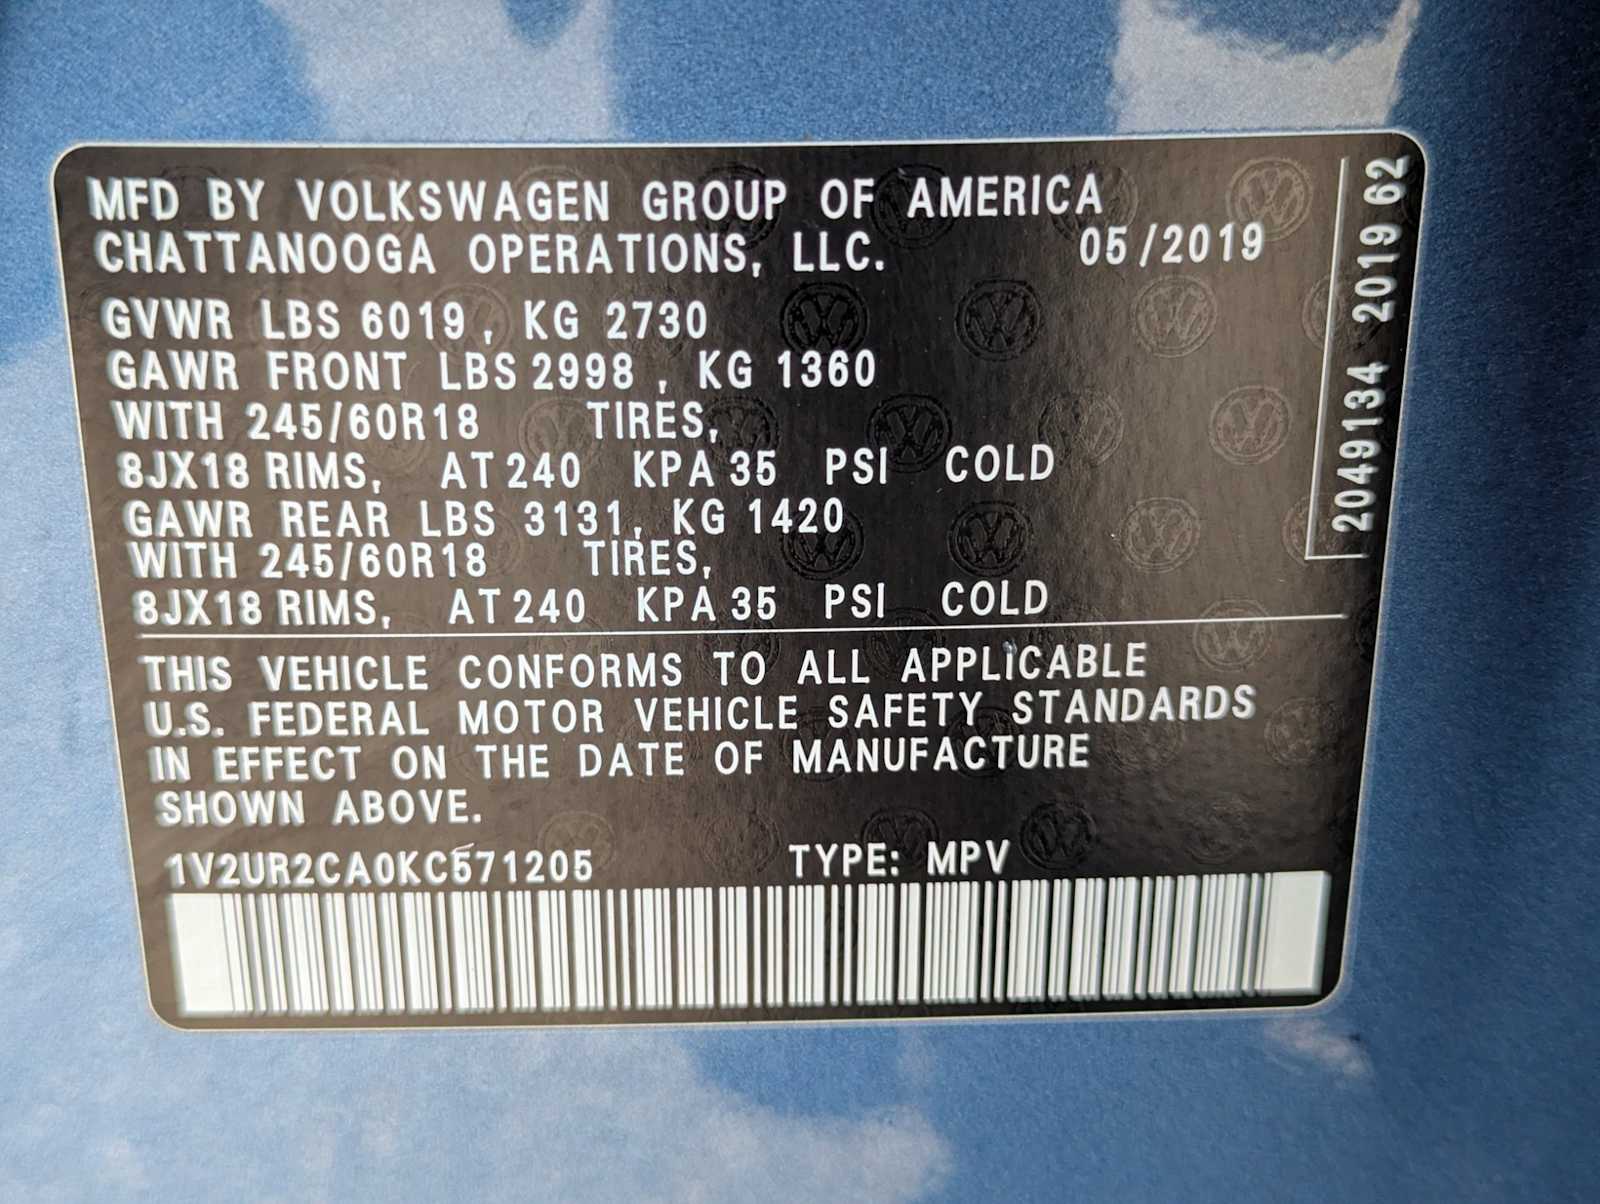 MFD BY VOLKSWAGEN GROUP OF AMERICA
CHATTANOOGA OPERATIONS, LLC. 05/2019
GVWR LBS 6019, KG 2730
GAWR FRONT LBS 2998, KG 1360
WITH 245/60R18 TIRES,
8JX18 RIMS, AT 240 KPA 35 PSI COLD
GAWR REAR LBS 3131, KG 1420
WITH 245/60R18 TIRES,
8JX18 RIMS, AT 240 KPA 35 PSI COLD
THIS VEHICLE CONFORMS TO ALL APPLICABLE
U.S. FEDERAL MOTOR VEHICLE SAFETY STANDARDS
IN EFFECT ON THE DATE OF MANUFACTURE
SHOWN ABOVE.
1V2UR2CA0KC571205 TYPE: MPV
2049134 2019 62